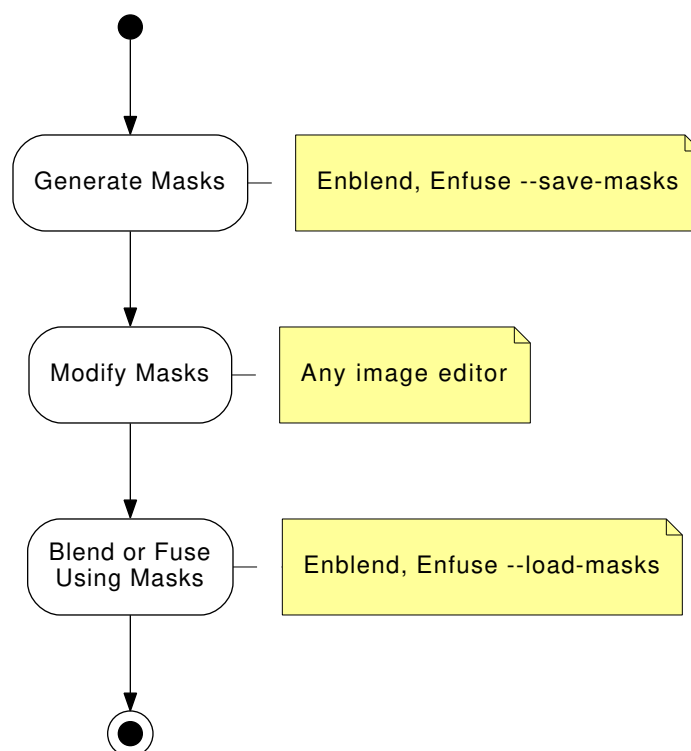 Generate Masks
Enblend, Enfuse --save-masks
Modify Masks
Any image editor
Blend or Fuse
Using Masks
Enblend, Enfuse --load-masks